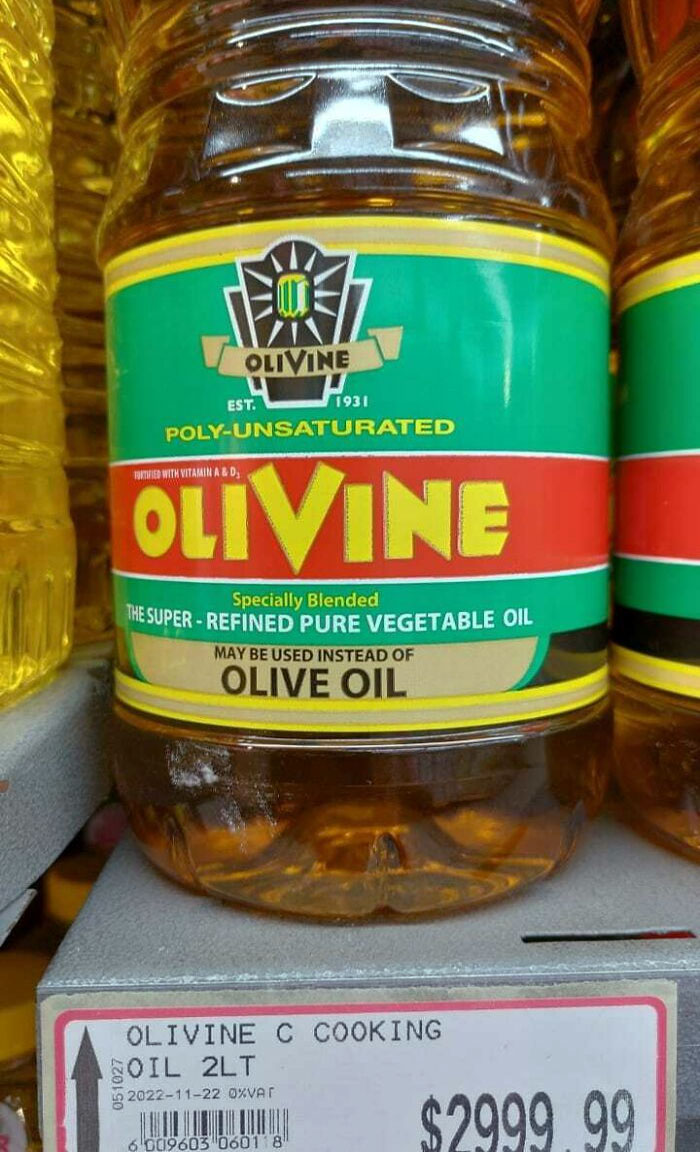 OLIVINE
EST. 1931
POLY-UNSATURATED
FORTIFIED WITH VITAMIN A & D3
OLIVINE
Specially Blended
THE SUPER - REFINED PURE VEGETABLE OIL
MAY BE USED INSTEAD OF
OLIVE OIL
OLIVINE C COOKING
OIL 2LT
051027
2022-11-22 0%VAT
6 009603 060118
$2999.99